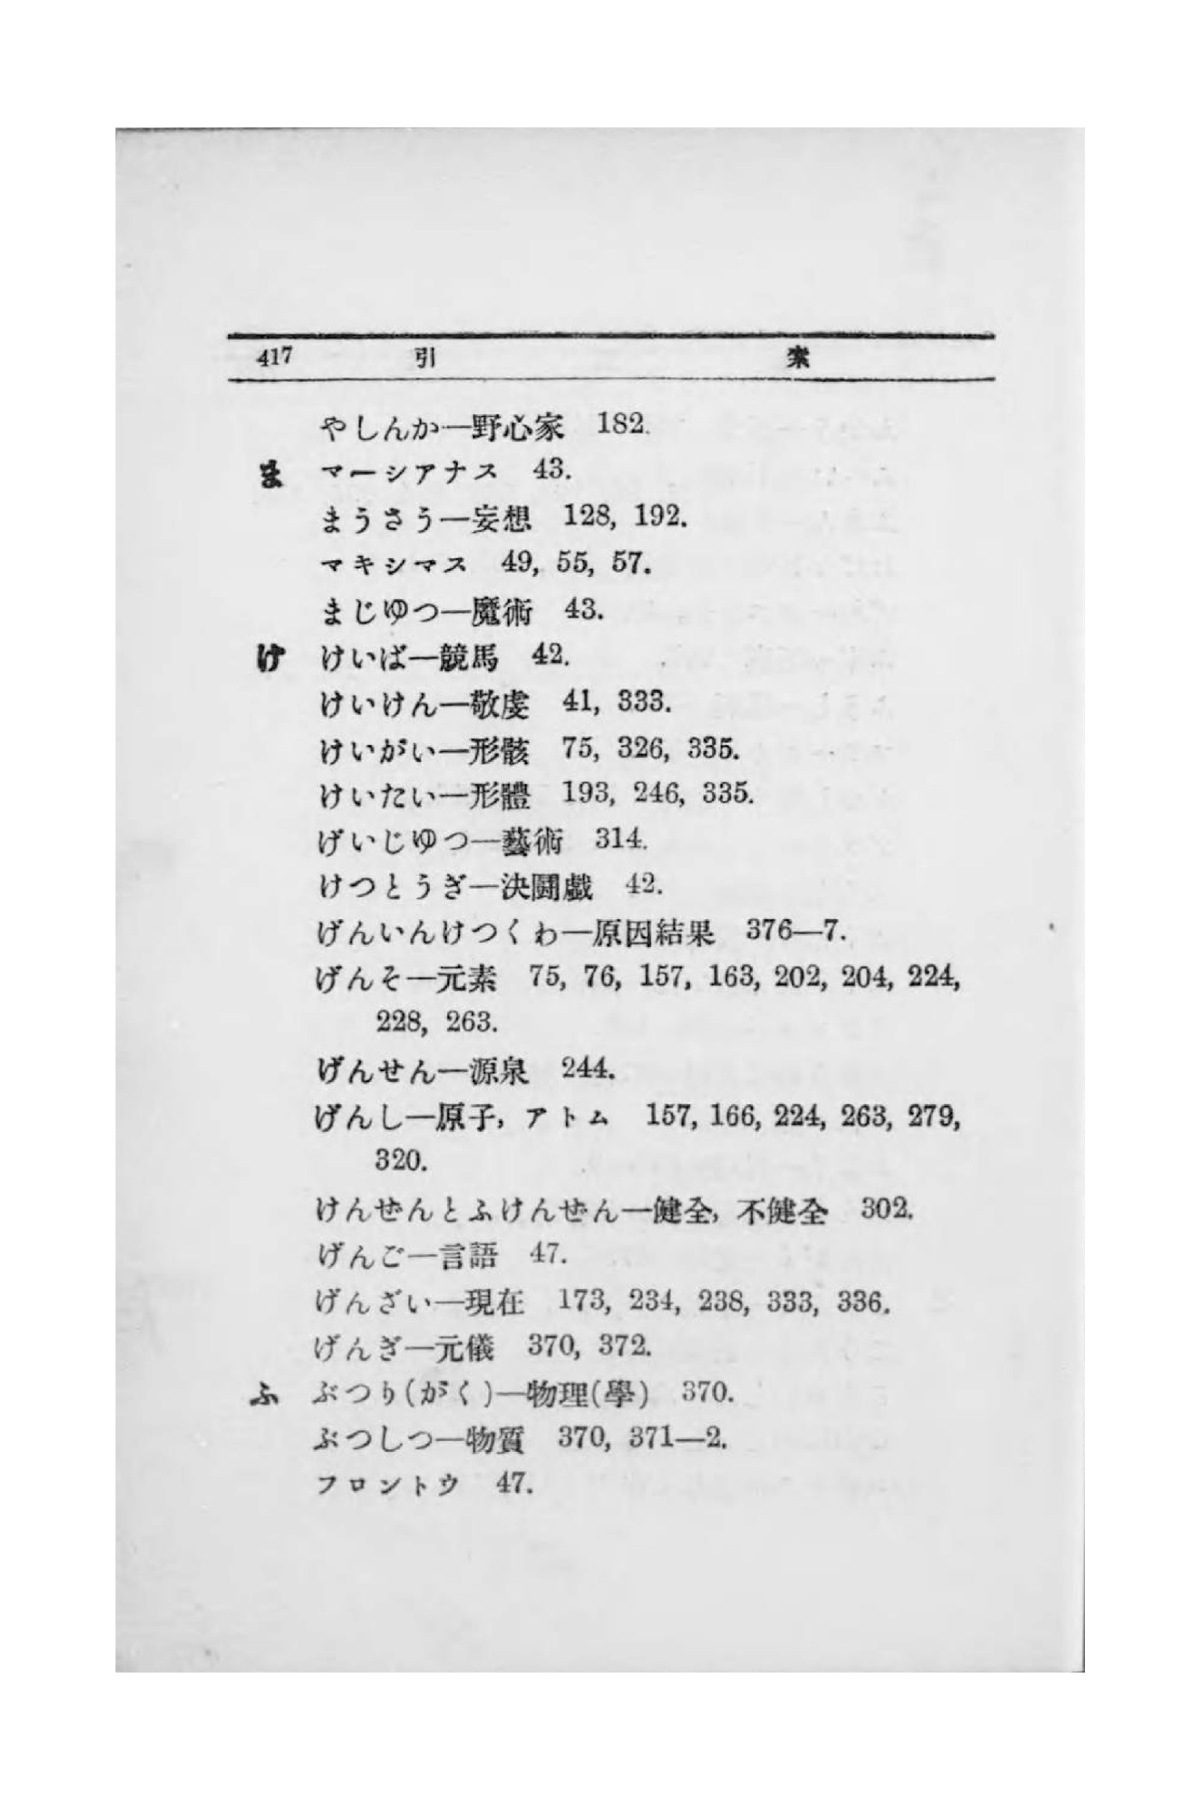 417 引 索
やしんか―野心家 182.
ま マーシアナス 43.
まうさう―妄想 128, 192.
マキシマス 49, 55, 57.
まじゆつ―魔術 43.
け けいば―競馬 42.
けいけん―敬虔 41, 333.
けいがい―形骸 75, 326, 335.
けいたい―形體 193, 246, 335.
げいじゆつ―藝術 314.
けつとうぎ―決闘戯 42.
げんいんけつくわ―原因結果 376―7.
げんそ―元素 75, 76, 157, 163, 202, 204, 224,
228, 263.
げんせん―源泉 244.
げんし―原子, アトム 157, 166, 224, 263, 279,
320.
けんぜんとふけんぜん―健全, 不健全 302.
げんご―言語 47.
げんざい―現在 173, 234, 238, 333, 336.
げんぎ―元儀 370, 372.
ふ ぶつり(がく)―物理(學) 370.
ぶつしつ―物質 370, 371―2.
フロントウ 47.